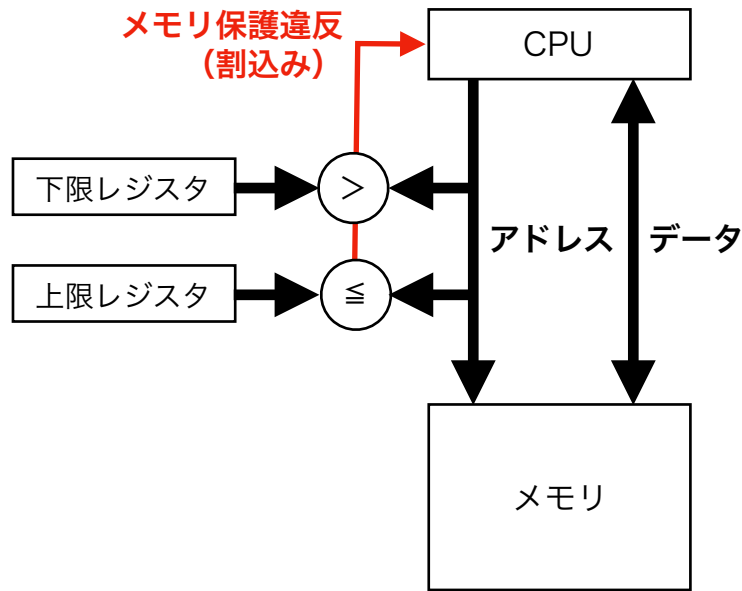 メモリ保護違反
（割込み）
CPU
下限レジスタ
＞
アドレス
データ
上限レジスタ
≦
メモリ